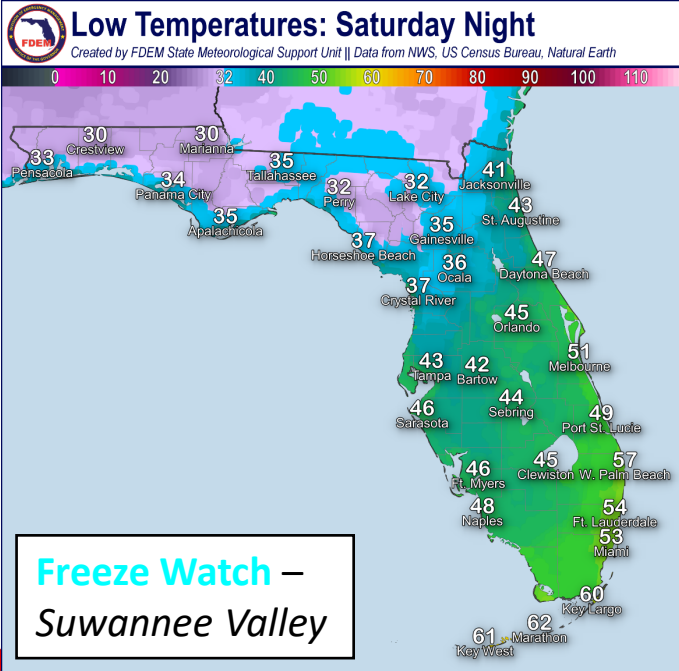 FDEM
Low Temperatures: Saturday Night
Created by FDEM State Meteorological Support Unit || Data from NWS, US Census Bureau, Natural Earth
0 10 20 32 40 50 60 70 80 90 100 110
30
Crestview
30
Marianna
33
Pensacola
35
Tallahassee
34
Panama City
32
Perry
32
Lake City
41
Jacksonville
35
Apalachicola
43
St. Augustine
35
Gainesville
37
Horseshoe Beach
36
Ocala
47
Daytona Beach
37
Crystal River
45
Orlando
51
Melbourne
43
Tampa
42
Bartow
46
Sarasota
44
Sebring
49
Port St. Lucie
46
Ft. Myers
45
Clewiston
57
W. Palm Beach
48
Naples
54
Ft. Lauderdale
53
Miami
60
Key Largo
62
Marathon
61
Key West
Freeze Watch –
Suwannee Valley